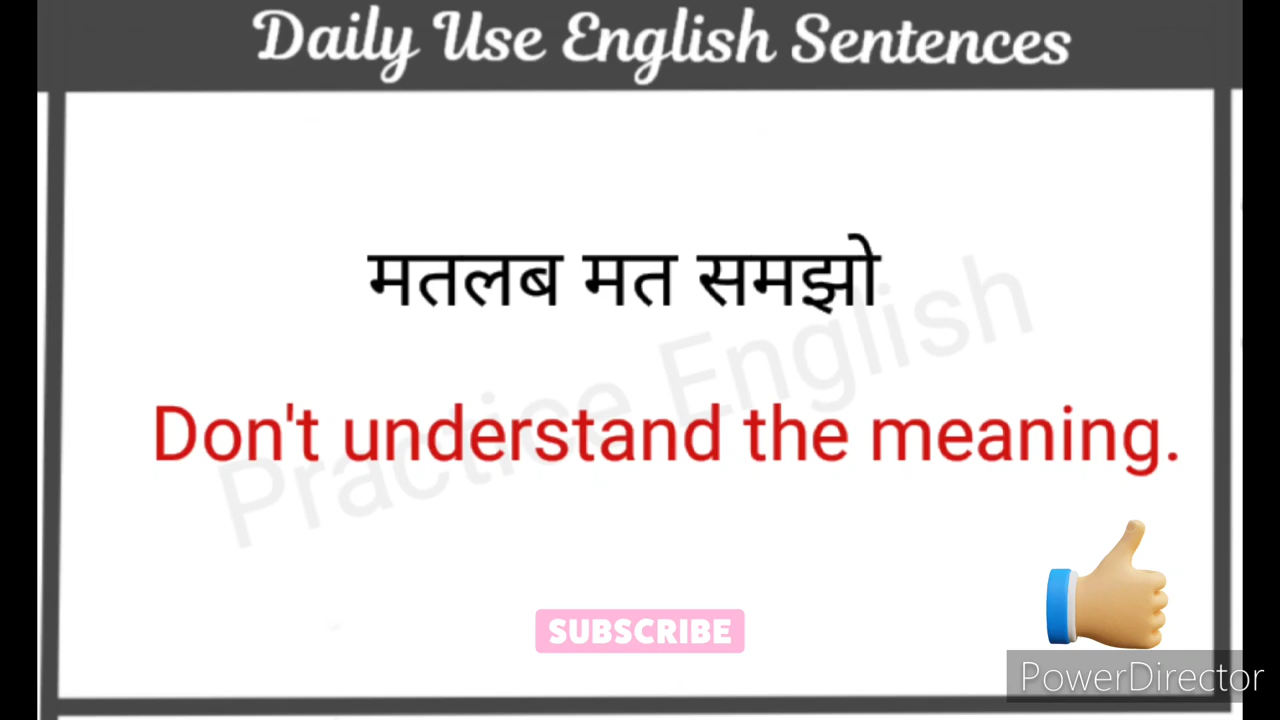 Daily Use English Sentences
मतलब मत समझो
Practice English
Don't understand the meaning.
SUBSCRIBE
PowerDirector